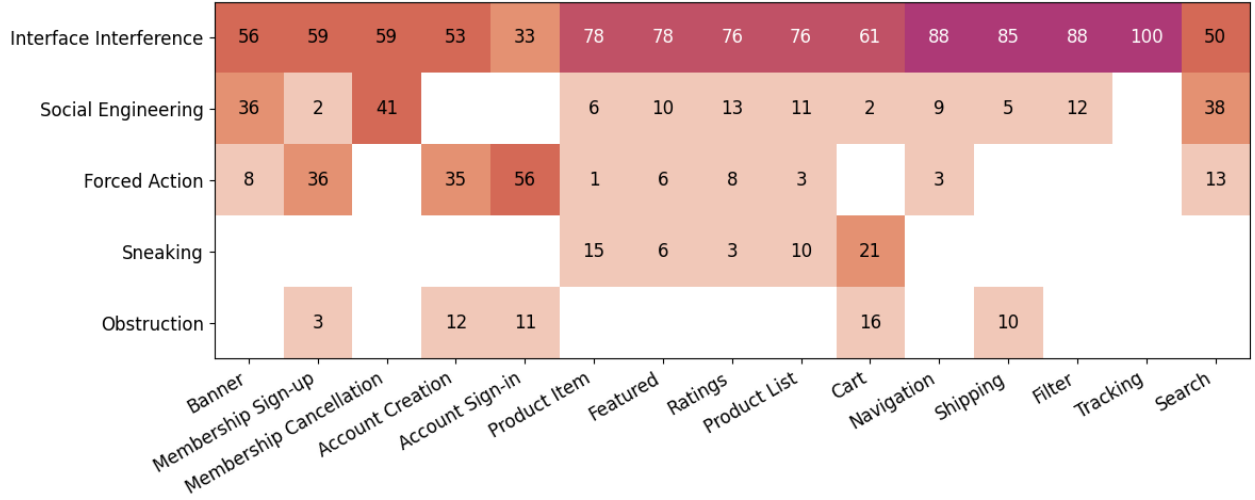 Interface Interference 56 59 59 53 33 78 78 76 76 61 88 85 88 100 50
Social Engineering 36 2 41 6 10 13 11 2 9 5 12 38
Forced Action 8 36 35 56 1 6 8 3 3 13
Sneaking 15 6 3 10 21
Obstruction 3 12 11 16 10
Banner
Membership Sign-up
Membership Cancellation
Account Creation
Account Sign-in
Product Item
Featured
Ratings
Product List
Cart
Navigation
Shipping
Filter
Tracking
Search